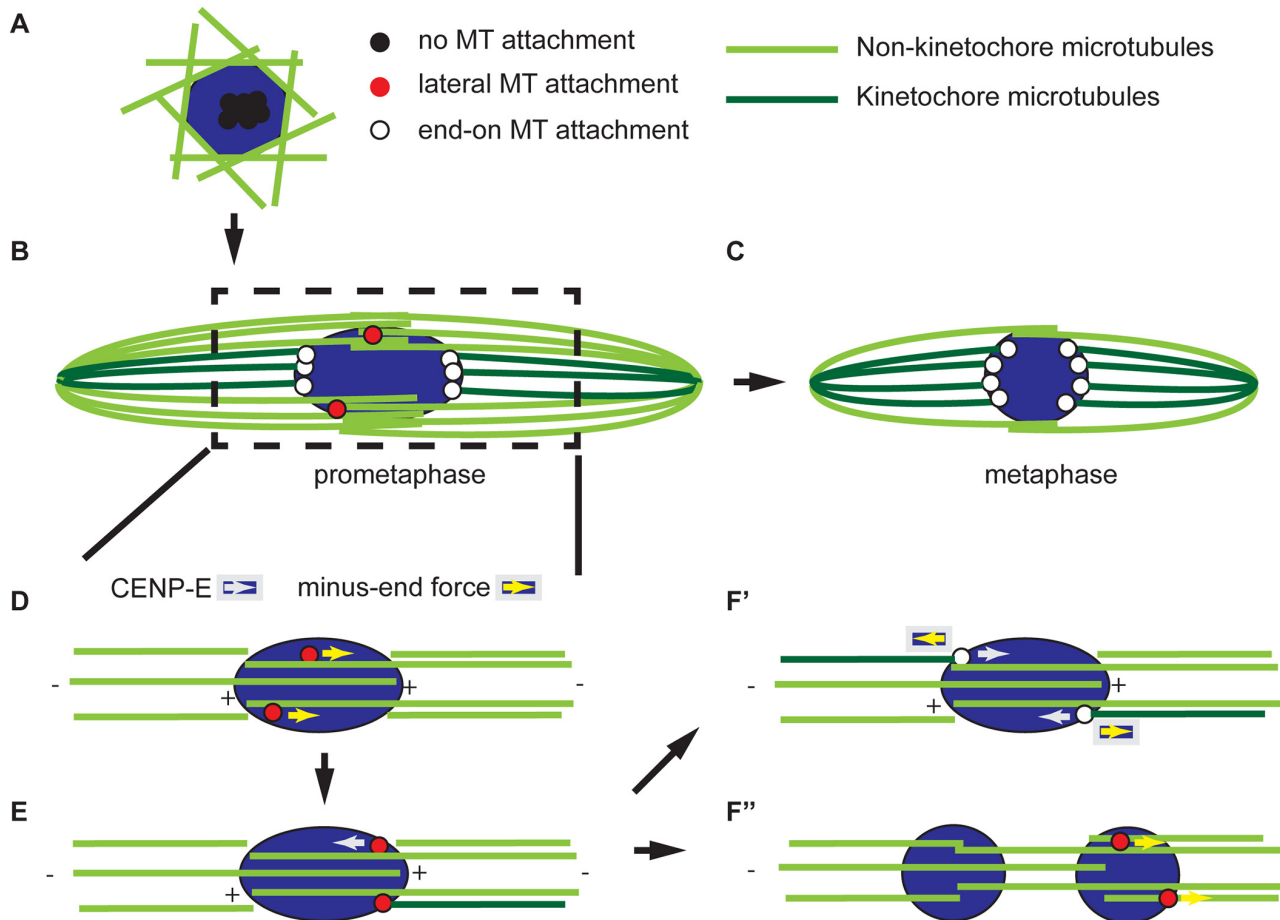 A
no MT attachment
lateral MT attachment
end-on MT attachment
Non-kinetochore microtubules
Kinetochore microtubules
B
prometaphase
C
metaphase
CENP-E
minus-end force
D
- + + -
F’
- + +
E
- + + -
F”
-